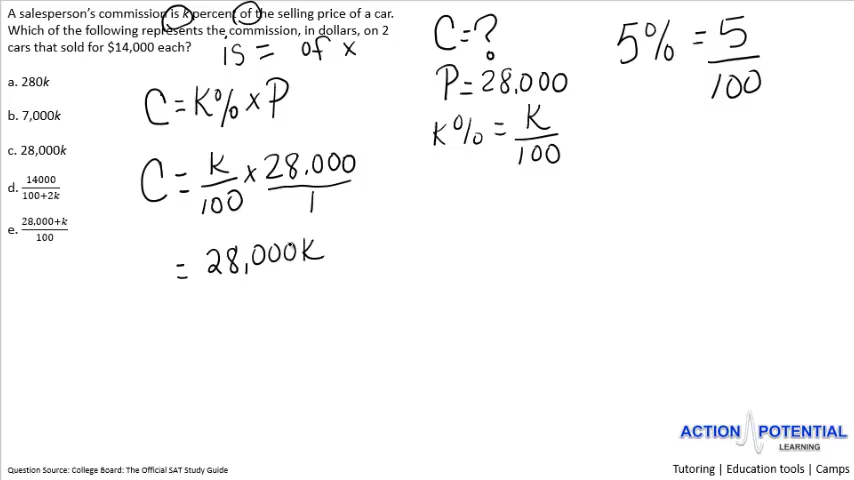 A salesperson's commission is k percent of the selling price of a car.
Which of the following represents the commission, in dollars, on 2
cars that sold for $14,000 each?
is = of x
a. 280k
b. 7,000k
c. 28,000k
d. 14000/100+2k
e. 28,000+k/100
C = K% x P
C = K/100 x 28,000/1
= 28,000K
C = ?
P = 28,000
K% = K/100
5% = 5/100
ACTION POTENTIAL
LEARNING
Question Source: College Board: The Official SAT Study Guide
Tutoring | Education tools | Camps